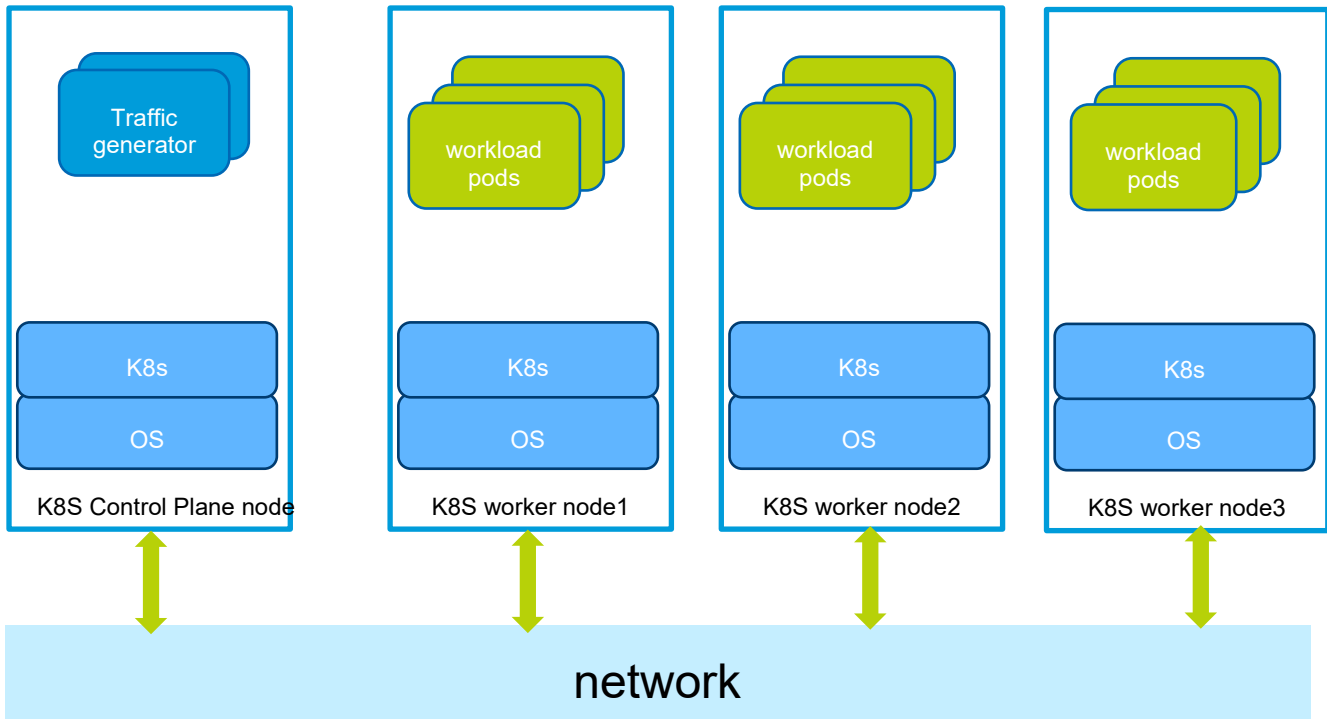 Traffic
generator
K8s
OS
K8S Control Plane node
workload
pods
K8s
OS
K8S worker node1
workload
pods
K8s
OS
K8S worker node2
workload
pods
K8s
OS
K8S worker node3
network